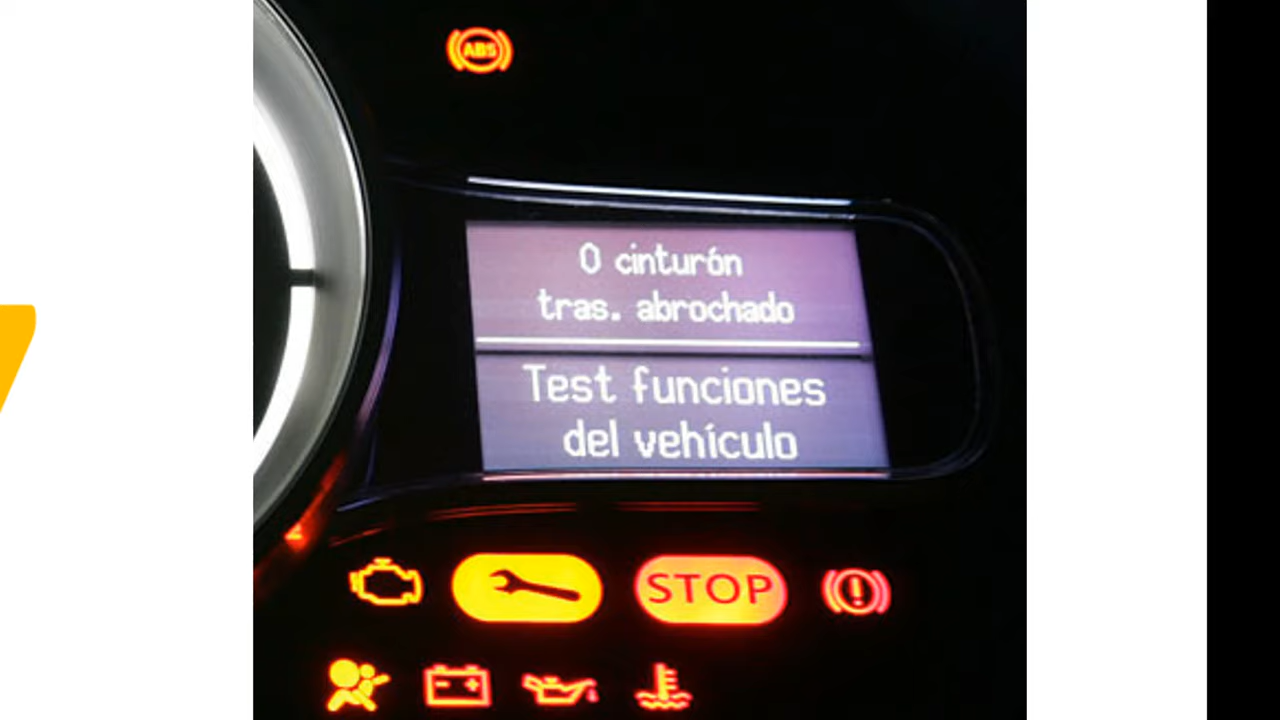 ABS
0 cinturón
tras. abrochado
Test funciones
del vehículo
STOP